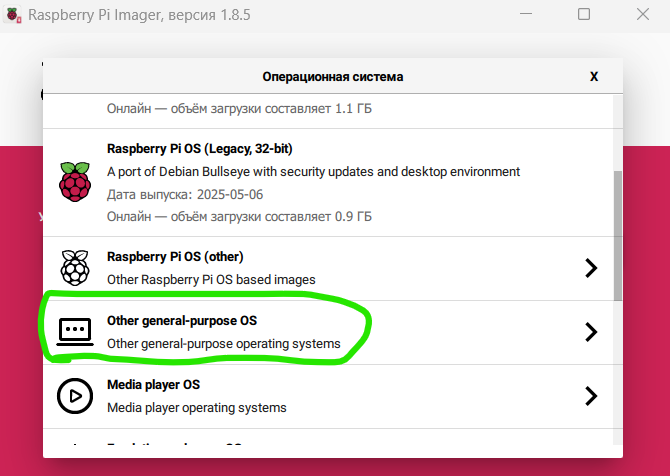 Raspberry Pi Imager, версия 1.8.5
Операционная система
X
Онлайн — объём загрузки составляет 1.1 ГБ
Raspberry Pi OS (Legacy, 32-bit)
A port of Debian Bullseye with security updates and desktop environment
Дата выпуска: 2025-05-06
Онлайн — объём загрузки составляет 0.9 ГБ
Raspberry Pi OS (other)
Other Raspberry Pi OS based images
Other general-purpose OS
Other general-purpose operating systems
Media player OS
Media player operating systems